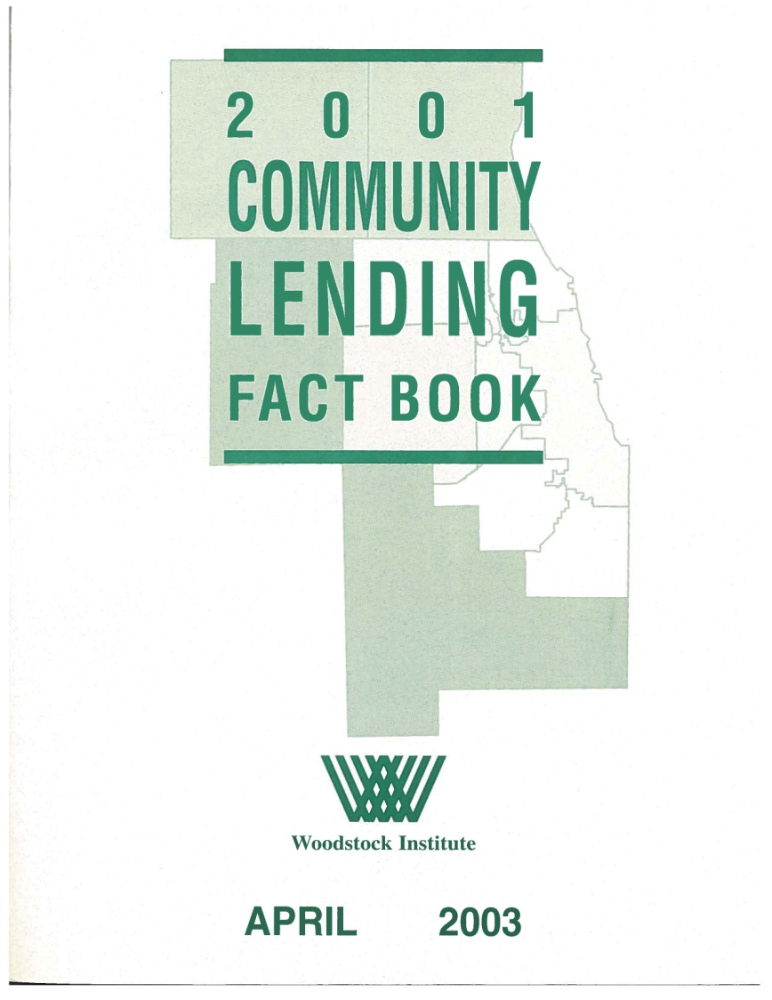 2 0 0 1
COMMUNITY
LENDING
FACT BOOK
Woodstock Institute
APRIL 2003